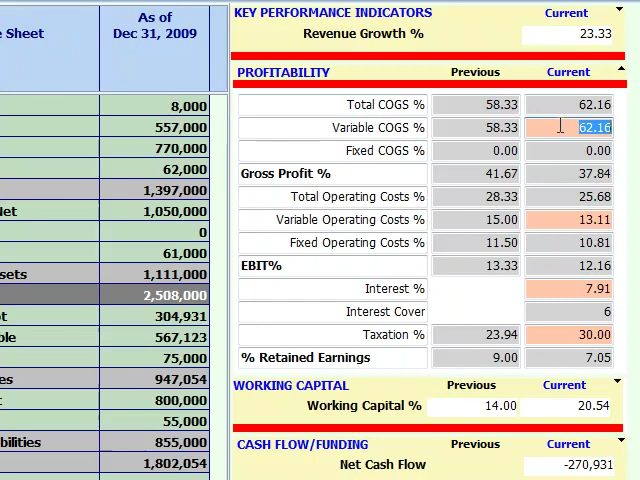 e Sheet
As of
Dec 31, 2009
8,000
557,000
770,000
62,000
1,397,000
Net 1,050,000
0
61,000
sets 1,111,000
2,508,000
t 304,931
ble 567,123
75,000
es 947,054
t 800,000
55,000
bilities 855,000
1,802,054
KEY PERFORMANCE INDICATORS Current
Revenue Growth % 23.33
PROFITABILITY Previous Current
Total COGS % 58.33 62.16
Variable COGS % 58.33 62.16
Fixed COGS % 0.00 0.00
Gross Profit % 41.67 37.84
Total Operating Costs % 28.33 25.68
Variable Operating Costs % 15.00 13.11
Fixed Operating Costs % 11.50 10.81
EBIT% 13.33 12.16
Interest % 7.91
Interest Cover 6
Taxation % 23.94 30.00
% Retained Earnings 9.00 7.05
WORKING CAPITAL Previous Current
Working Capital % 14.00 20.54
CASH FLOW/FUNDING Previous Current
Net Cash Flow -270,931